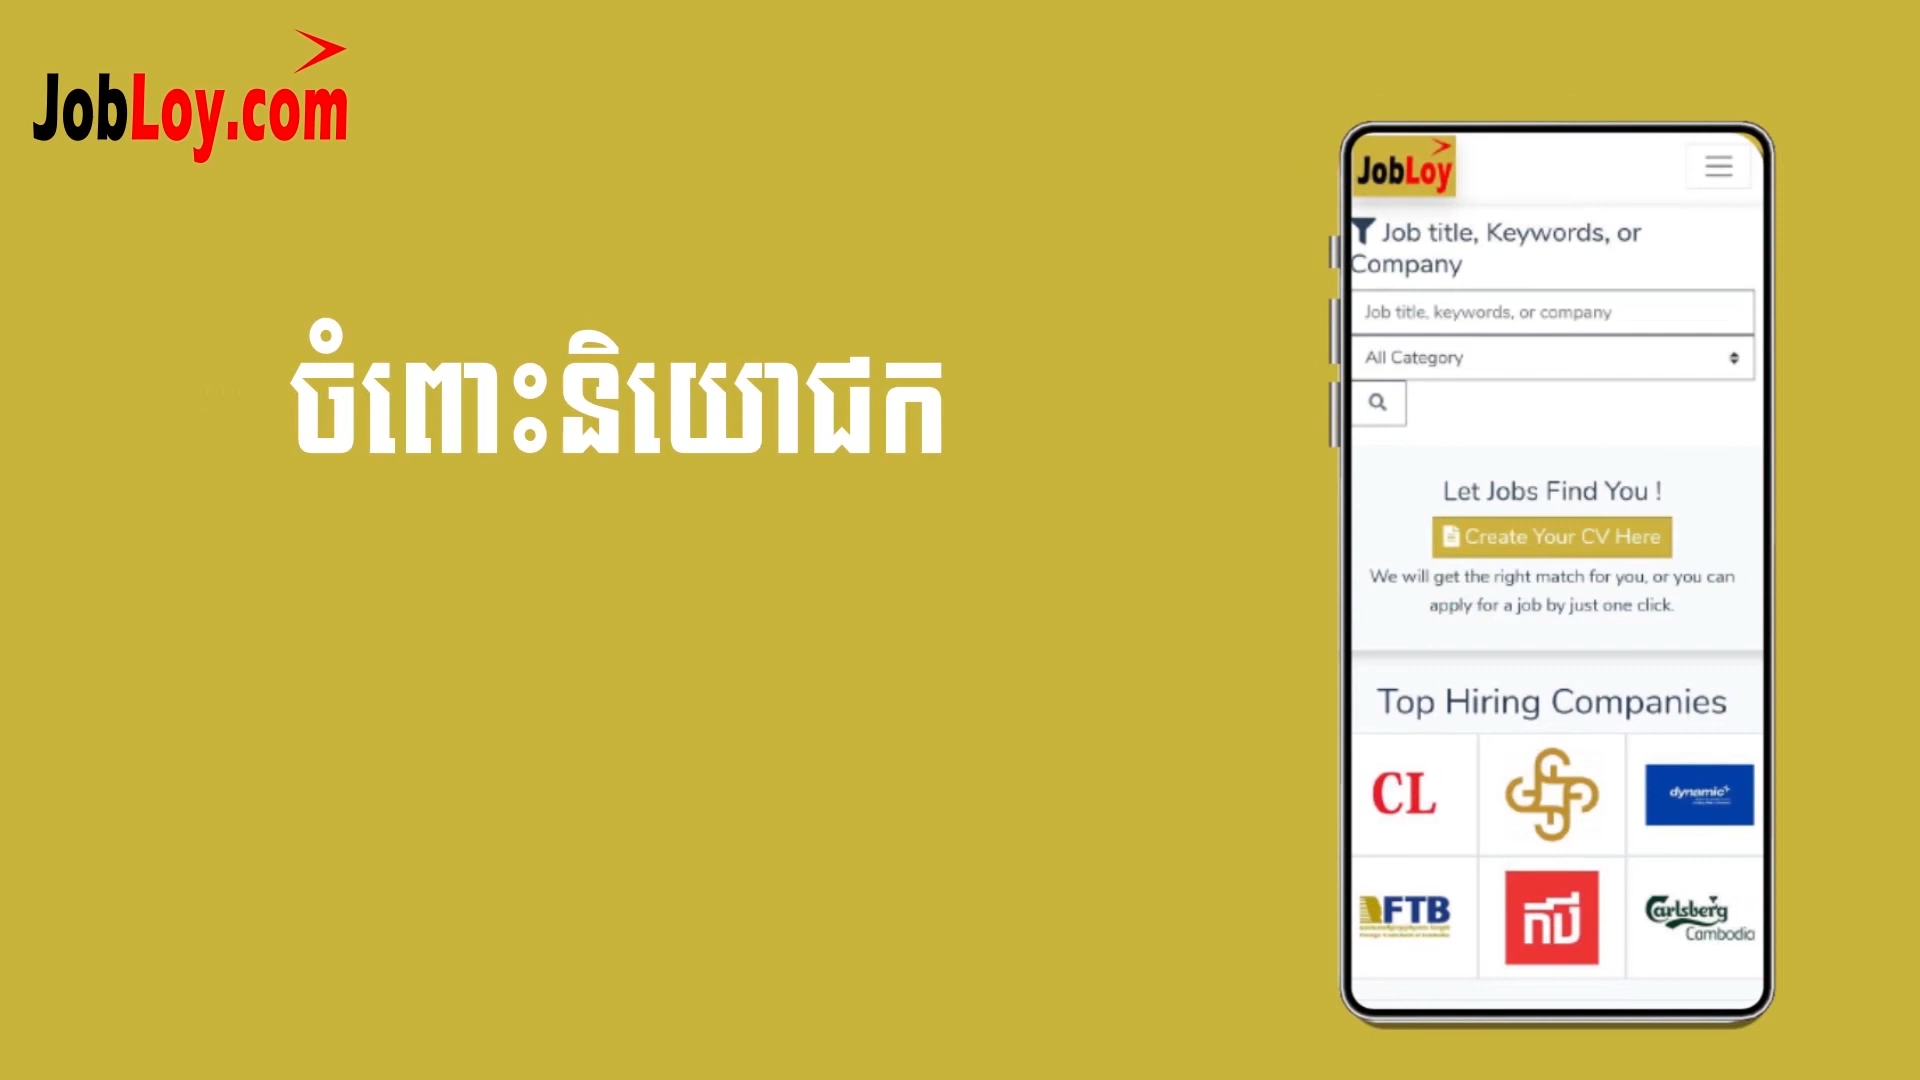 JobLoy.com
ចំពោះនិយោជក
JobLoy
Job title, Keywords, or
Company
Job title, keywords, or company
All Category
Let Jobs Find You !
Create Your CV Here
We will get the right match for you, or you can
apply for a job by just one click.
Top Hiring Companies
CL
dynamic
FTB
Carlsberg
Cambodia